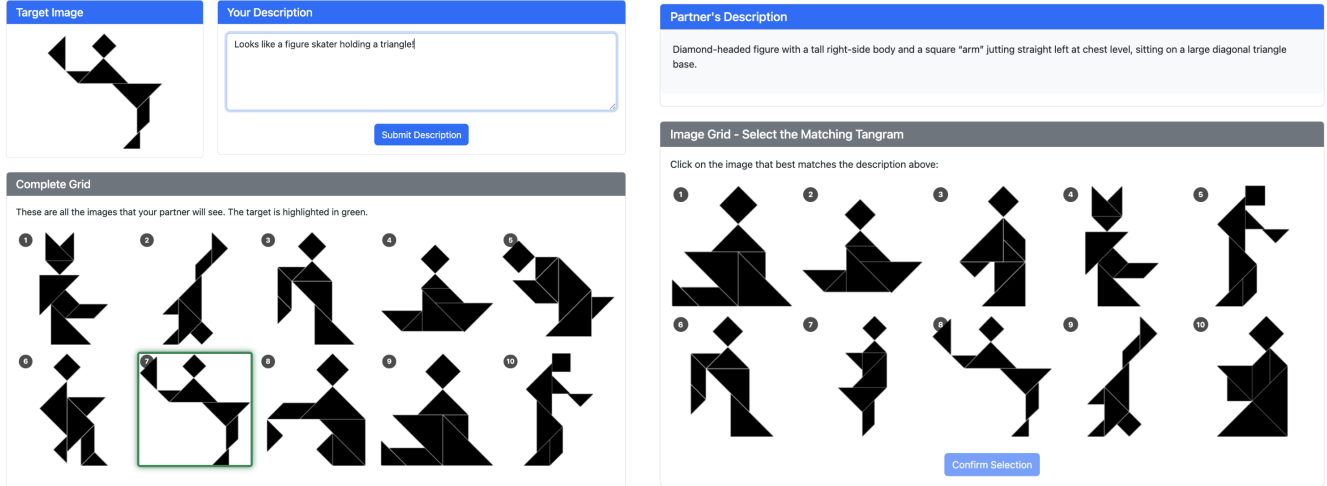 Target Image
Your Description
Looks like a figure skater holding a triangle!
Submit Description
Complete Grid
These are all the images that your partner will see. The target is highlighted in green.
1
2
3
4
5
6
7
8
9
10
Partner's Description
Diamond-headed figure with a tall right-side body and a square “arm” jutting straight left at chest level, sitting on a large diagonal triangle
base.
Image Grid - Select the Matching Tangram
Click on the image that best matches the description above:
1
2
3
4
5
6
7
8
9
10
Confirm Selection